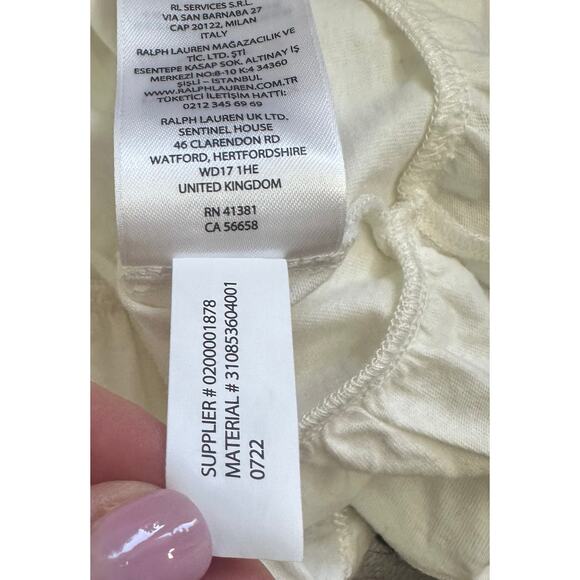 RL SERVICES S.R.L.
VIA SAN BARNABA 27
CAP 20122, MILAN
ITALY
RALPH LAUREN MAĞAZACILIK VE
TİC. LTD. ŞTİ
ESENTEPE KASAP SOK. ALTINAY İŞ
MERKEZİ NO:8-10 K:4 34360
ŞİŞLİ - İSTANBUL
WWW.RALPHLAUREN.COM.TR
TÜKETİCİ İLETİŞİM HATTI:
0212 345 69 69
RALPH LAUREN UK LTD.
SENTINEL HOUSE
46 CLARENDON RD
WATFORD, HERTFORDSHIRE
WD17 1HE
UNITED KINGDOM
RN 41381
CA 56658
SUPPLIER # 0200001878
MATERIAL # 310853604001
0722